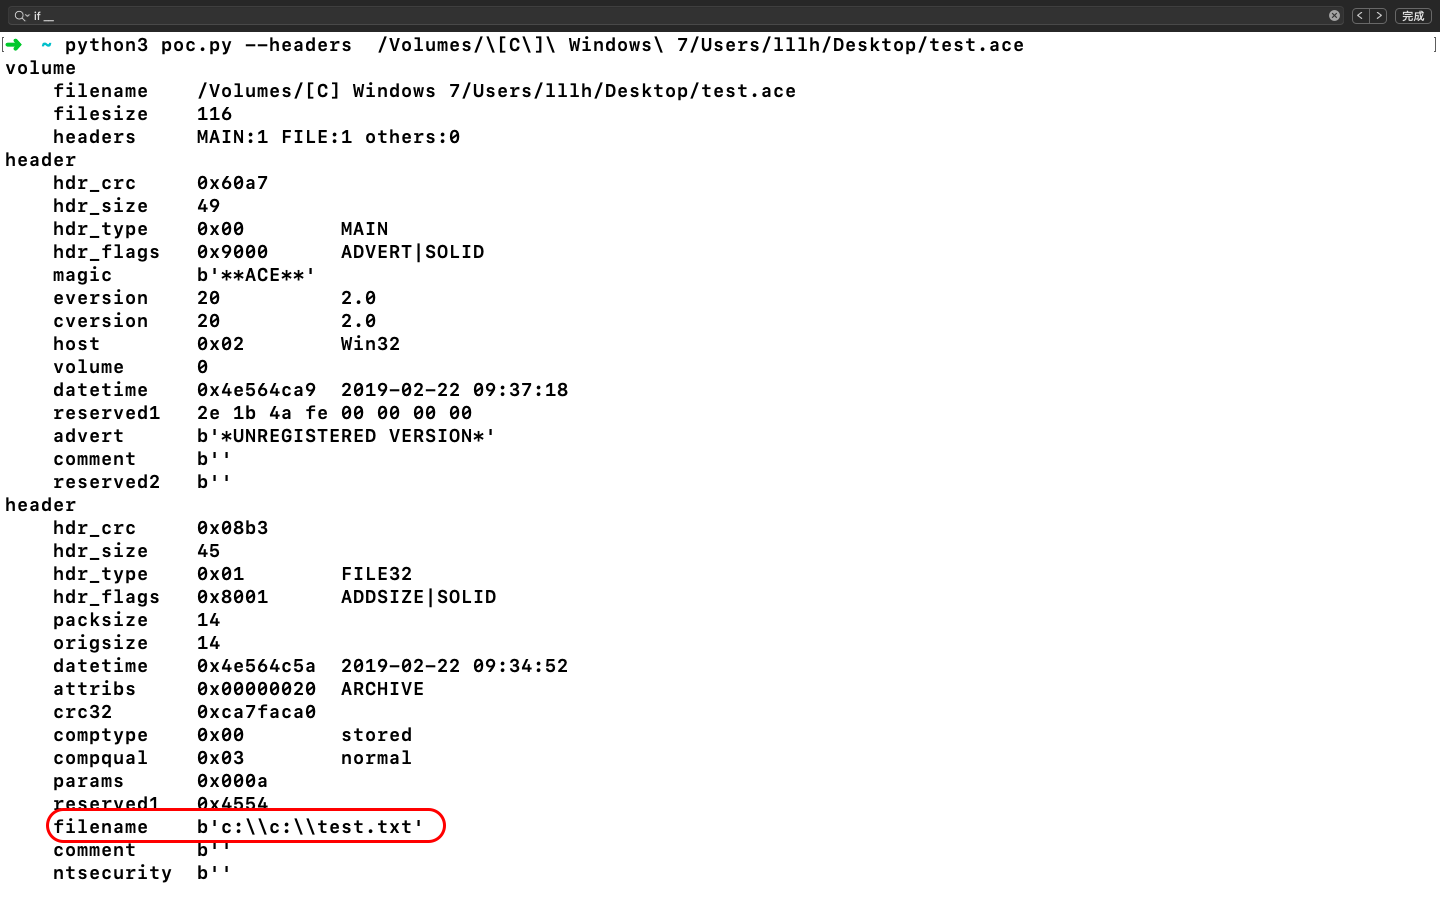 if __
完成
➜  ~ python3 poc.py --headers  /Volumes/\[C\]\ Windows\ 7/Users/lllh/Desktop/test.ace
volume
    filename    /Volumes/[C] Windows 7/Users/lllh/Desktop/test.ace
    filesize    116
    headers     MAIN:1 FILE:1 others:0
header
    hdr_crc     0x60a7
    hdr_size    49
    hdr_type    0x00        MAIN
    hdr_flags   0x9000      ADVERT|SOLID
    magic       b'**ACE**'
    eversion    20          2.0
    cversion    20          2.0
    host        0x02        Win32
    volume      0
    datetime    0x4e564ca9  2019-02-22 09:37:18
    reserved1   2e 1b 4a fe 00 00 00 00
    advert      b'*UNREGISTERED VERSION*'
    comment     b''
    reserved2   b''
header
    hdr_crc     0x08b3
    hdr_size    45
    hdr_type    0x01        FILE32
    hdr_flags   0x8001      ADDSIZE|SOLID
    packsize    14
    origsize    14
    datetime    0x4e564c5a  2019-02-22 09:34:52
    attribs     0x00000020  ARCHIVE
    crc32       0xca7faca0
    comptype    0x00        stored
    compqual    0x03        normal
    params      0x000a
    reserved1   0x4554
    filename    b'c:\\c:\\test.txt'
    comment     b''
    ntsecurity  b''